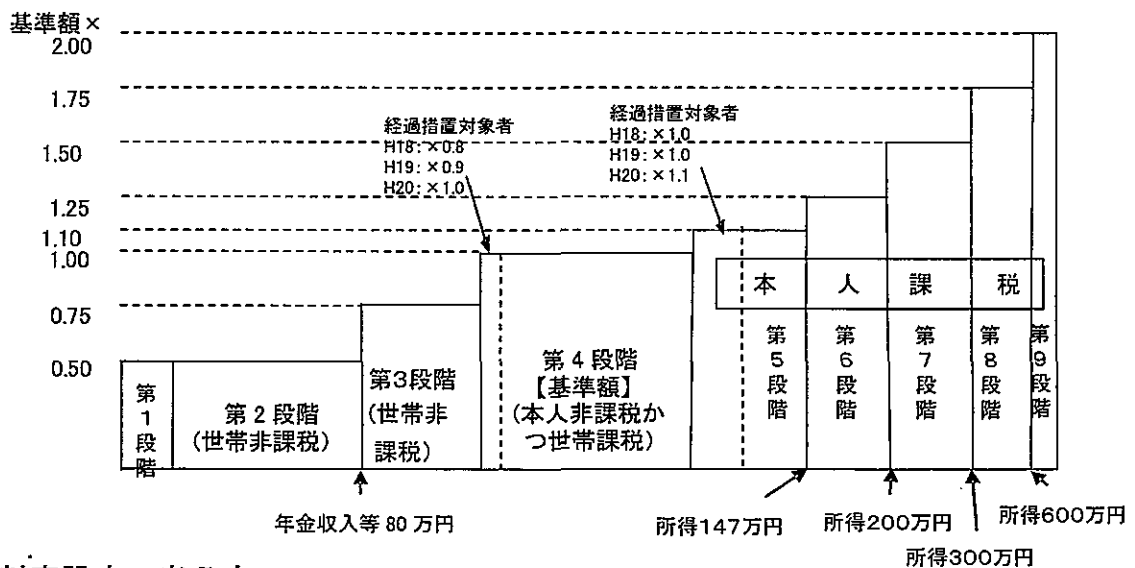 基準額×
2.00
1.75
1.50
1.25
1.10
1.00
0.75
0.50
経過措置対象者
H18:×0.8
H19:×0.9
H20:×1.0
経過措置対象者
H18:×1.0
H19:×1.0
H20:×1.1
本人課税
第1段階
第2段階
(世帯非課税)
第3段階
(世帯非
課税)
第4段階
【基準額】
(本人非課税か
つ世帯課税)
第5段階
第6段階
第7段階
第8段階
第9段階
年金収入等80万円
所得147万円
所得200万円
所得300万円
所得600万円